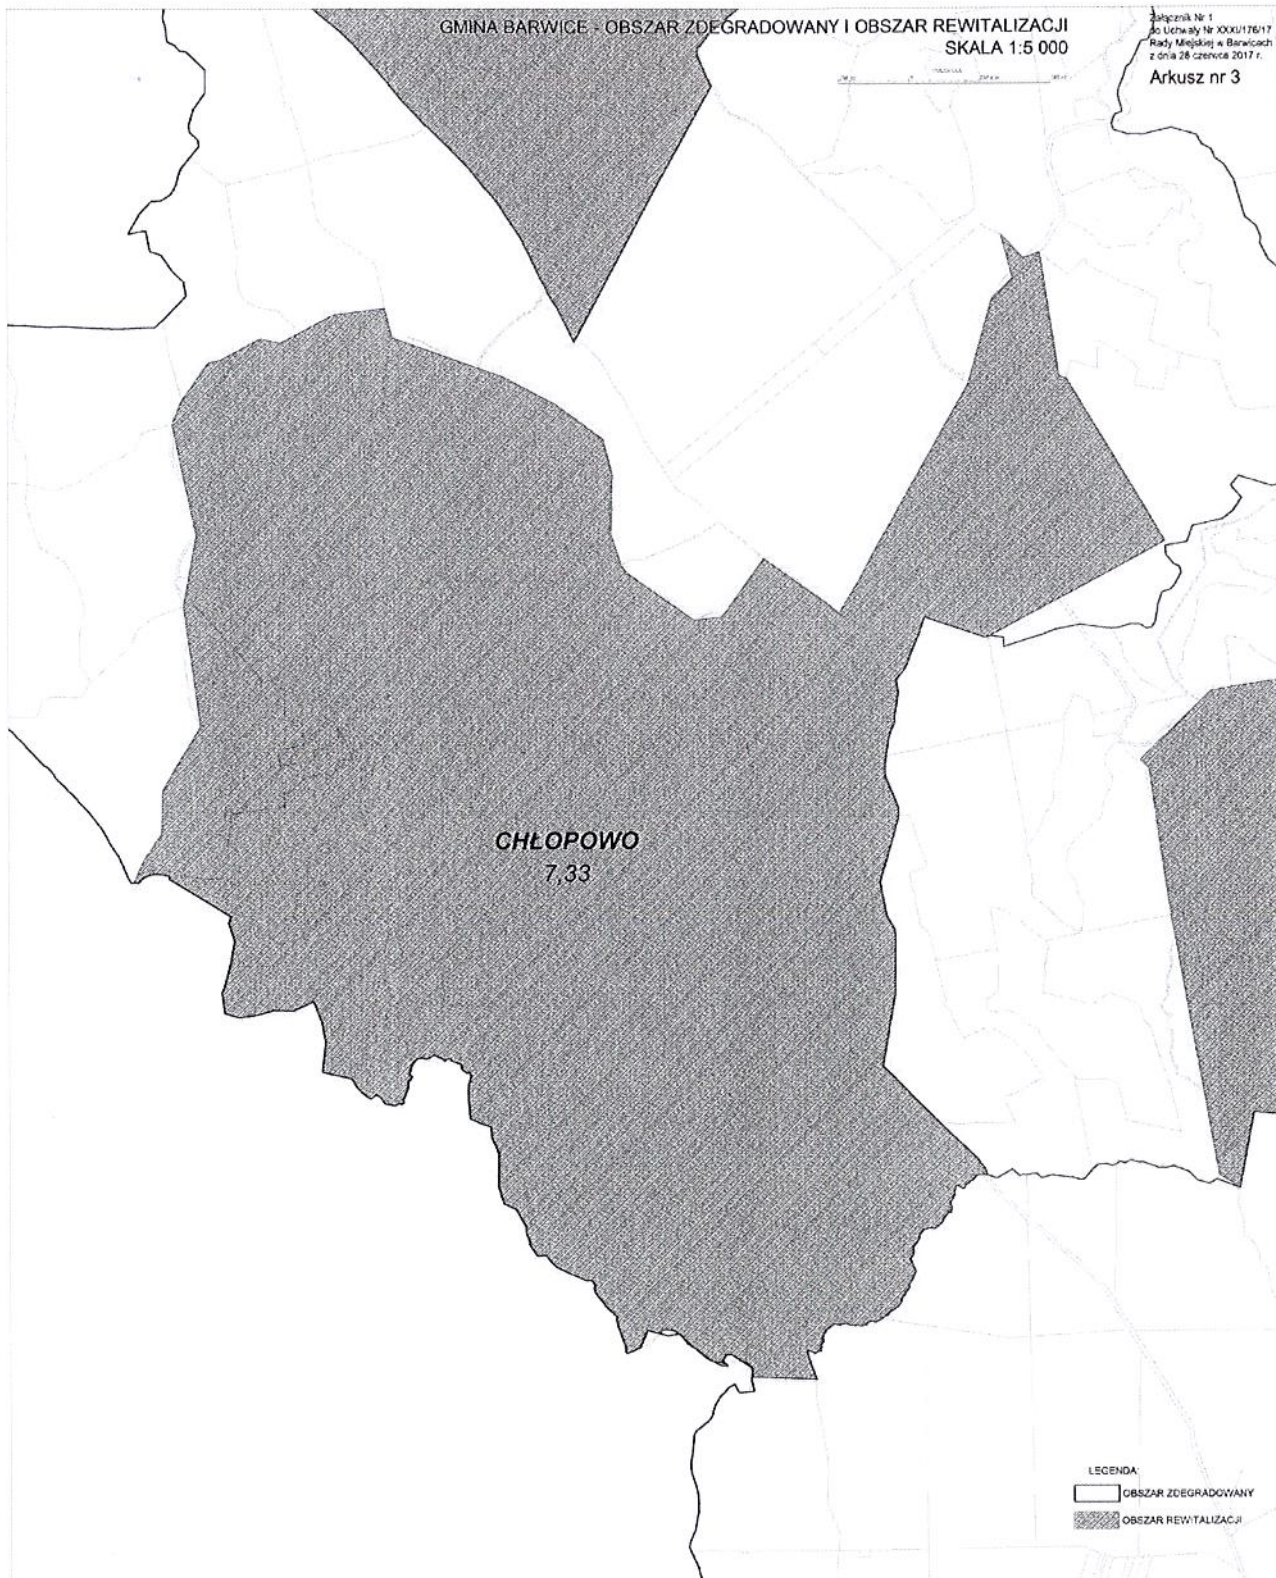 GMINA BARWICE - OBSZAR ZDEGRADOWANY I OBSZAR REWITALIZACJI
SKALA 1:5 000
Załącznik Nr 1
do Uchwały Nr XXXI/176/17
Rady Miejskiej w Barwicach
z dnia 28 czerwca 2017 r.
Arkusz nr 3
CHŁOPOWO
7,33
LEGENDA:
OBSZAR ZDEGRADOWANY
OBSZAR REWITALIZACJI